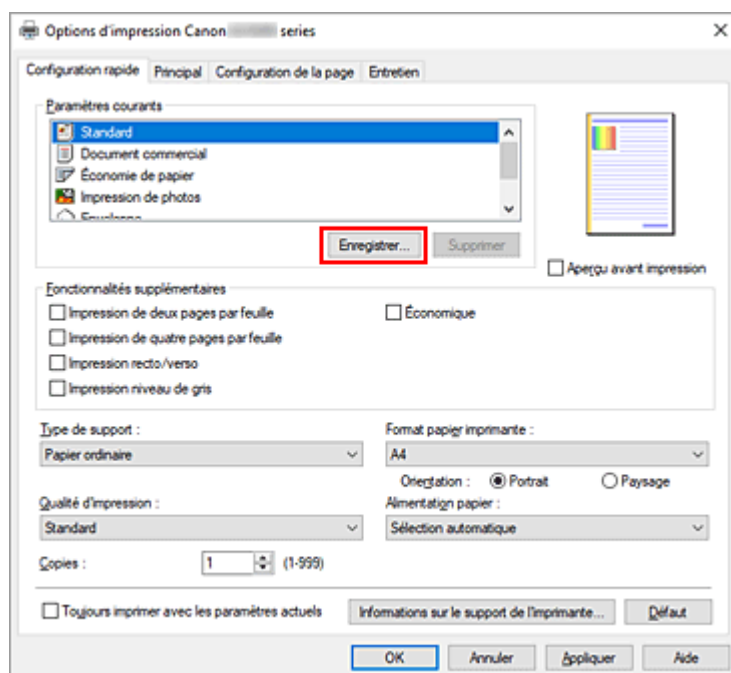 Options d'impression Canon series
Configuration rapide Principal Configuration de la page Entretien
Paramètres courants
Standard
Document commercial
Économie de papier
Impression de photos
Enregistrer... Supprimer
Aperçu avant impression
Fonctionnalités supplémentaires
Impression de deux pages par feuille Économique
Impression de quatre pages par feuille
Impression recto/verso
Impression niveau de gris
Type de support : Format papier imprimante :
Papier ordinaire A4
Orientation : Portrait Paysage
Qualité d'impression : Alimentation papier :
Standard Sélection automatique
Copies : 1 (1-999)
Toujours imprimer avec les paramètres actuels Informations sur le support de l'imprimante... Défaut
OK Annuler Appliquer Aide